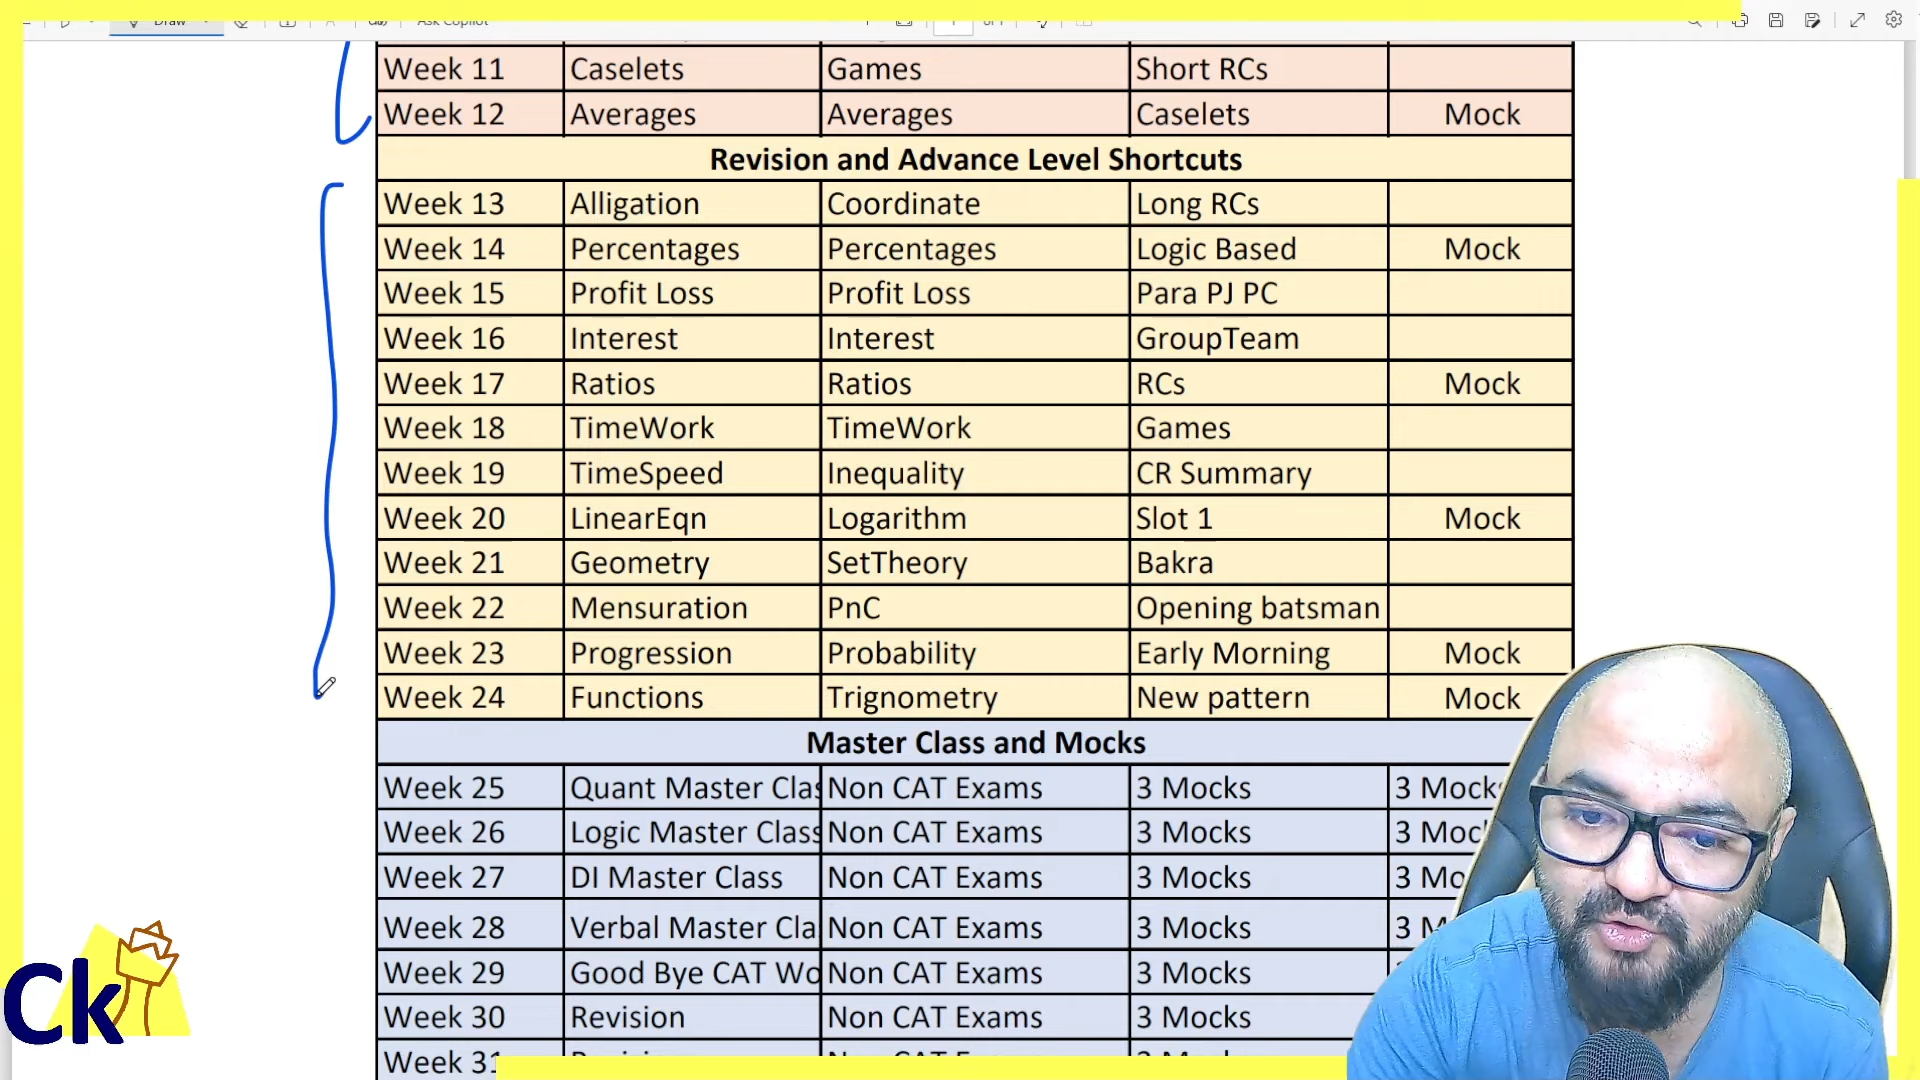 Draw
Ask Copilot
Week 11 Caselets Games Short RCs
Week 12 Averages Averages Caselets Mock
Revision and Advance Level Shortcuts
Week 13 Alligation Coordinate Long RCs
Week 14 Percentages Percentages Logic Based Mock
Week 15 Profit Loss Profit Loss Para PJ PC
Week 16 Interest Interest GroupTeam
Week 17 Ratios Ratios RCs Mock
Week 18 TimeWork TimeWork Games
Week 19 TimeSpeed Inequality CR Summary
Week 20 LinearEqn Logarithm Slot 1 Mock
Week 21 Geometry SetTheory Bakra
Week 22 Mensuration PnC Opening batsman
Week 23 Progression Probability Early Morning Mock
Week 24 Functions Trignometry New pattern Mock
Master Class and Mocks
Week 25 Quant Master Clas Non CAT Exams 3 Mocks 3 Mocks
Week 26 Logic Master Class Non CAT Exams 3 Mocks 3 Moc
Week 27 DI Master Class Non CAT Exams 3 Mocks 3 Mo
Week 28 Verbal Master Cla Non CAT Exams 3 Mocks 3 M
Week 29 Good Bye CAT Wo Non CAT Exams 3 Mocks
Week 30 Revision Non CAT Exams 3 Mocks
Week 31
Ck